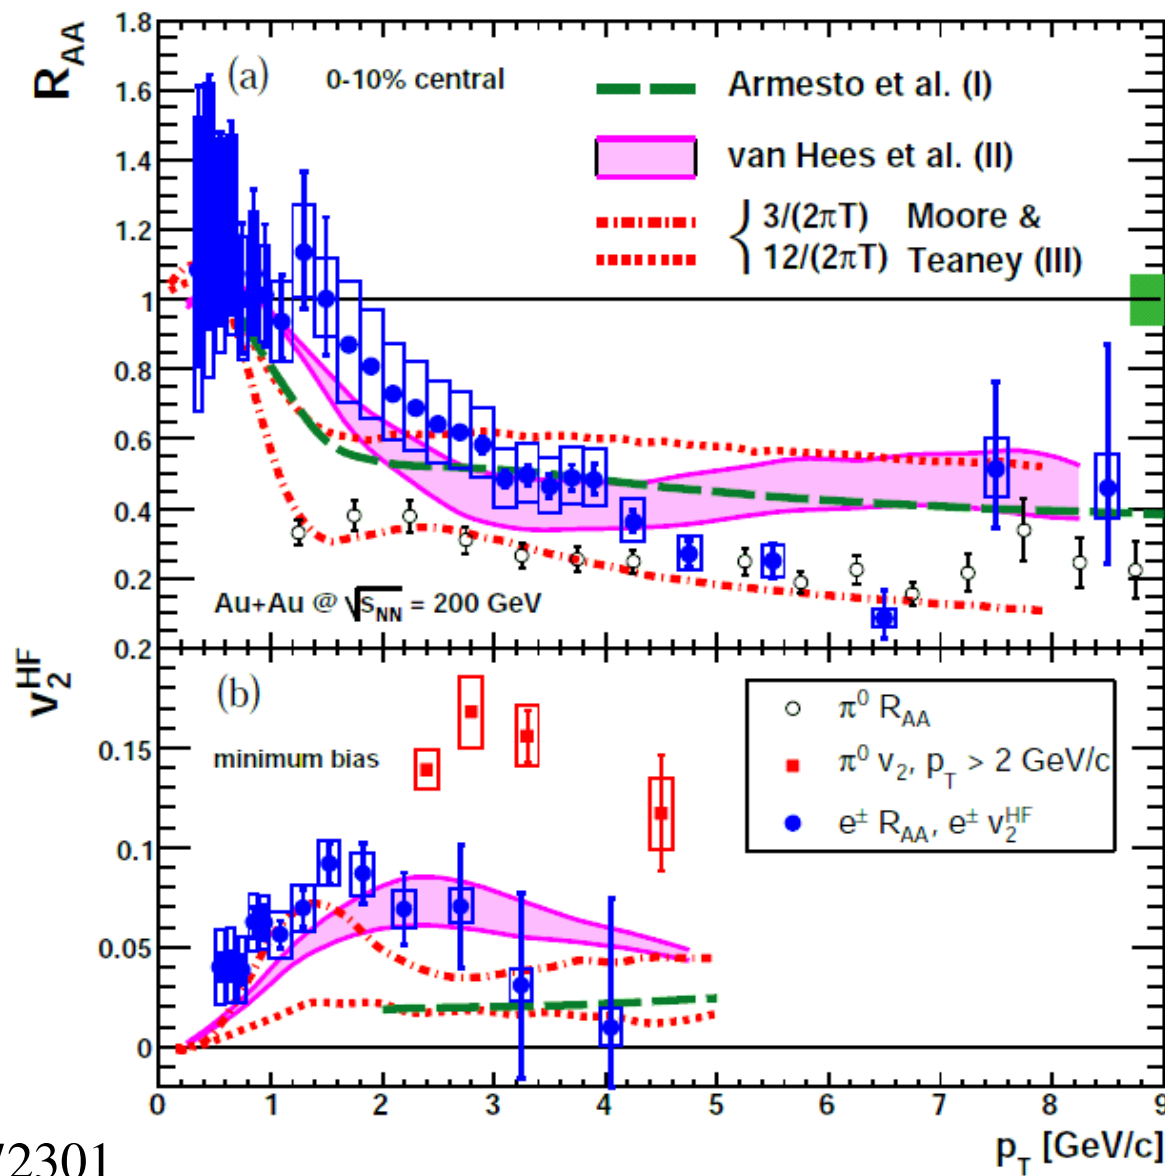 1.8
1.6
1.4
1.2
1
0.8
0.6
0.4
0.2
R_AA
(a)
0-10% central
Armesto et al. (I)
van Hees et al. (II)
3/(2πT) Moore &
12/(2πT) Teaney (III)
Au+Au @ √s_NN = 200 GeV
0.2
0.15
0.1
0.05
0
v_2^HF
(b)
minimum bias
π⁰ R_AA
π⁰ v_2, p_T > 2 GeV/c
e^± R_AA, e^± v_2^HF
0 1 2 3 4 5 6 7 8 9
p_T [GeV/c]
2301